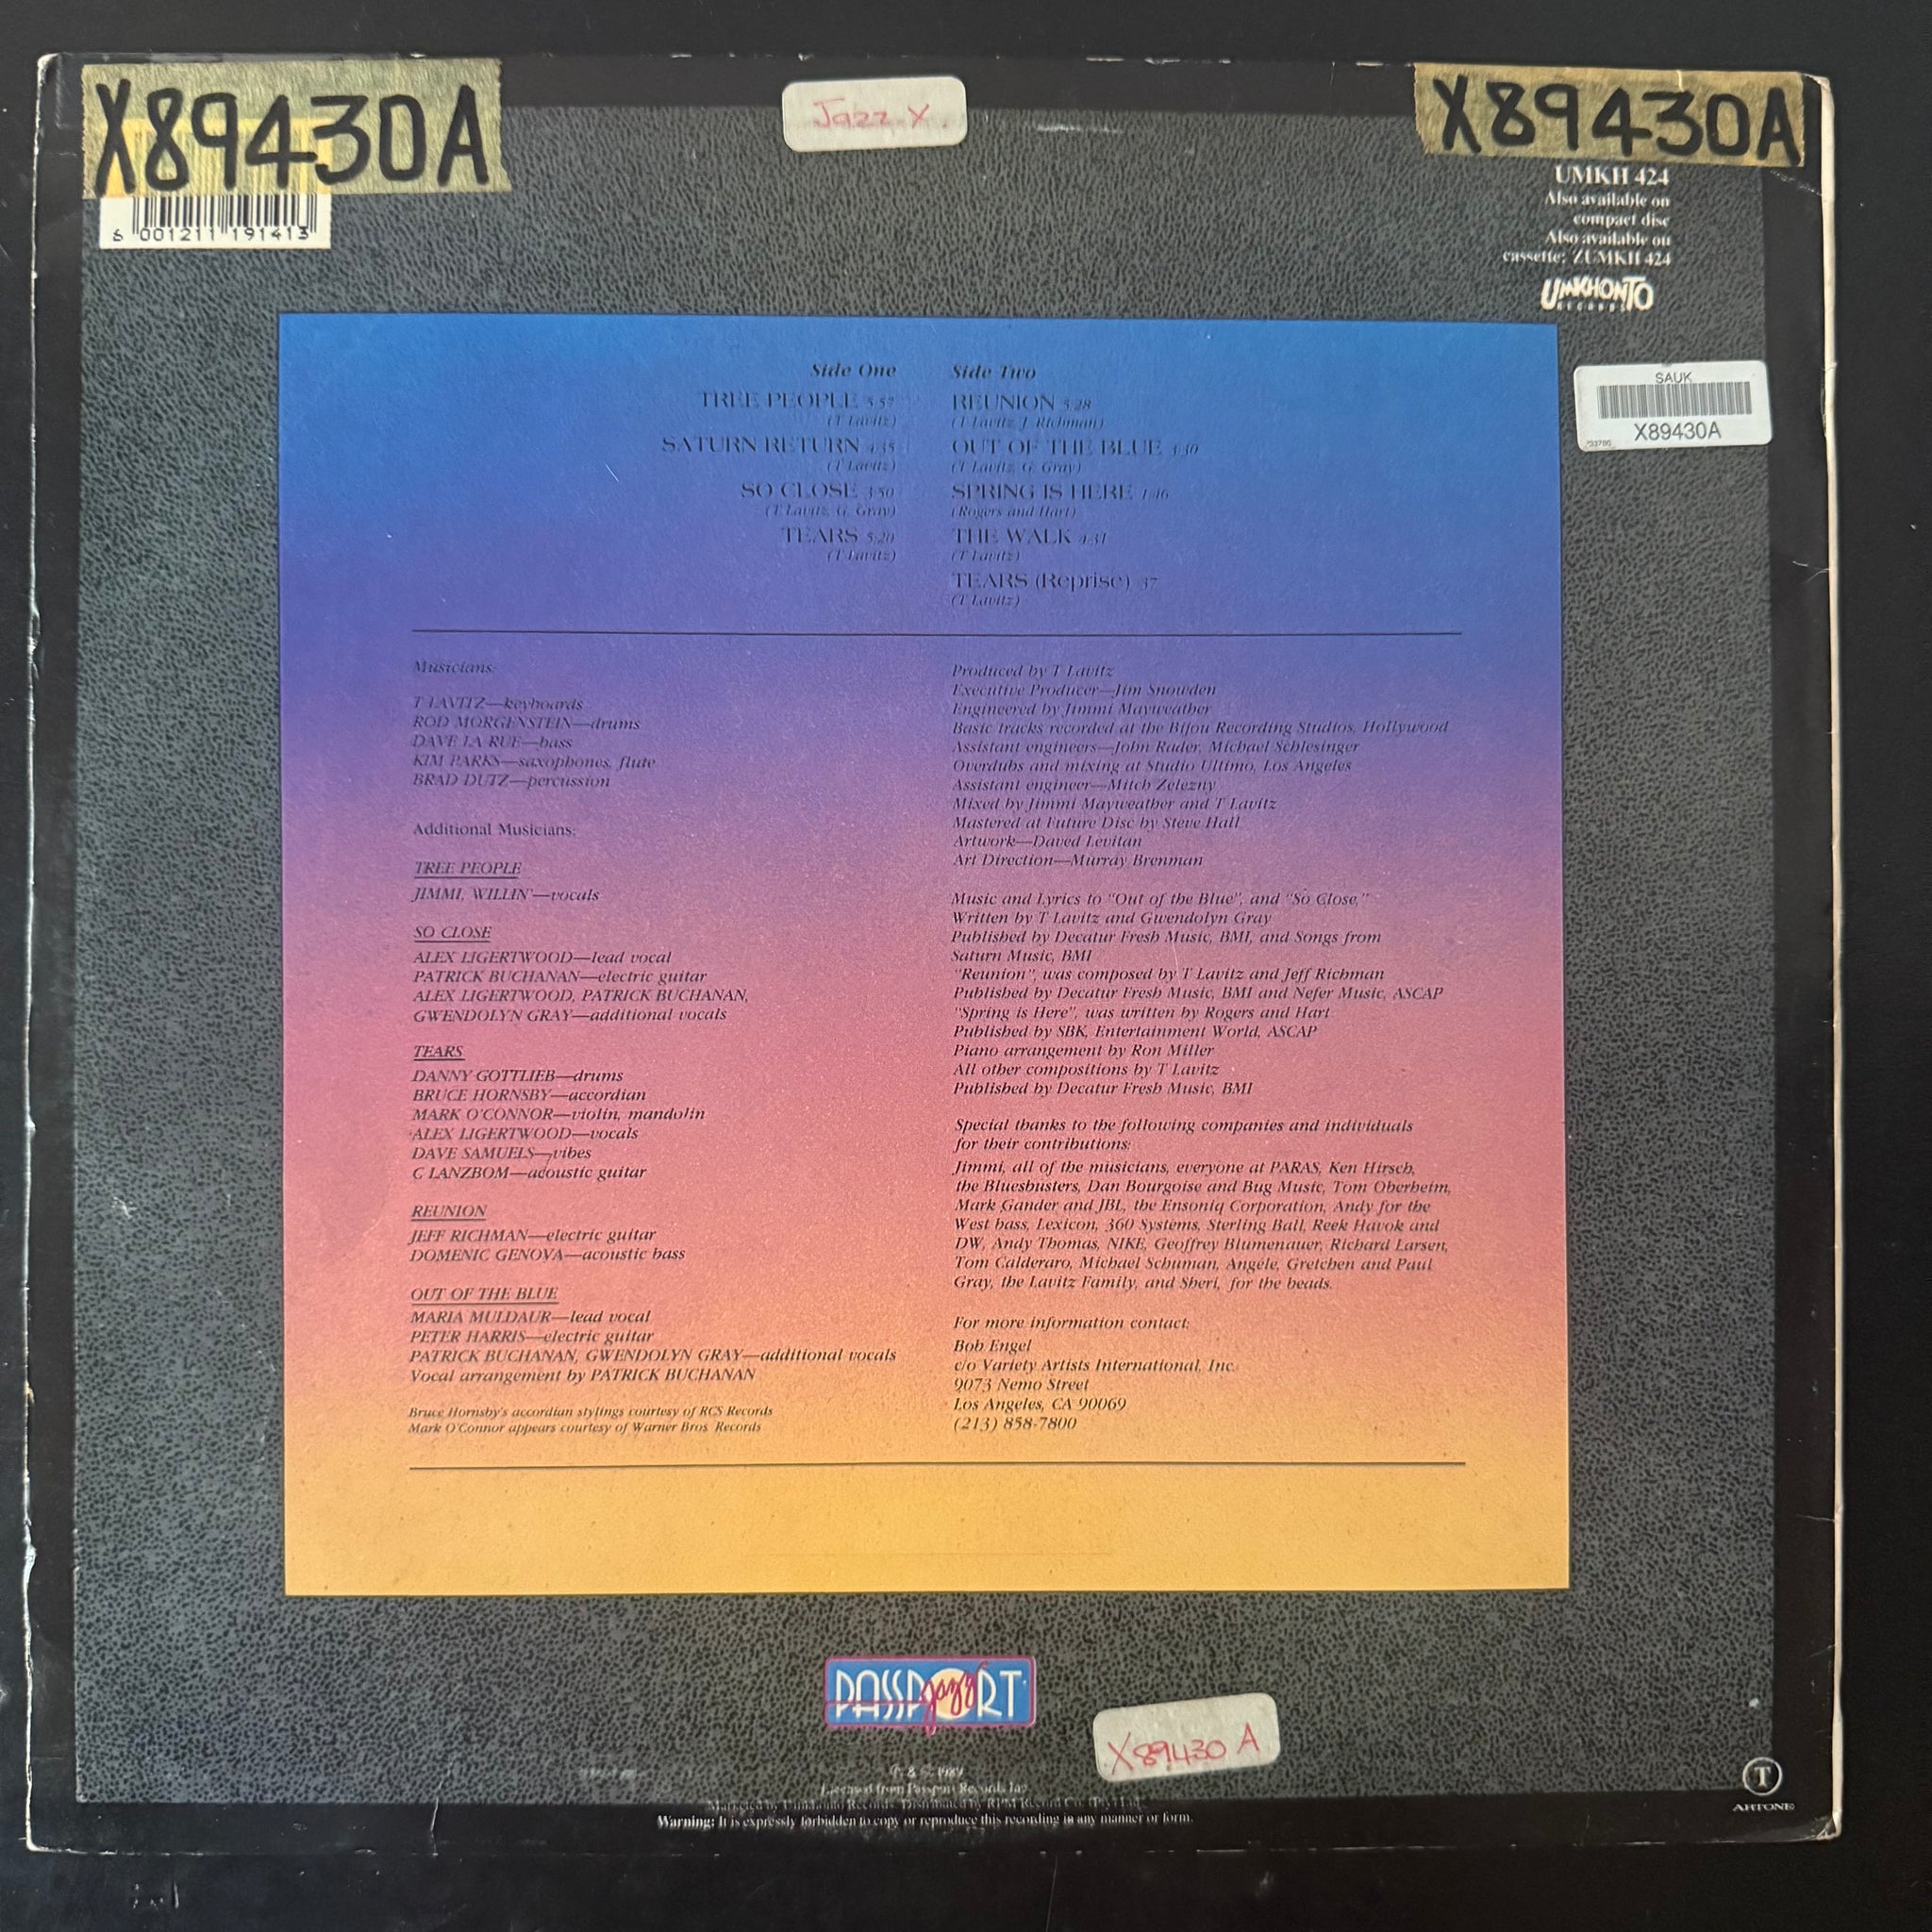 X89430A
Jazz X.
X89430A
6 001211 191413
UMKH 424
Also available on
compact disc
Also available on
cassette: ZUMKH 424
UMKHONTO
RECORDS
SAUK
X89430A
Side One
TREE PEOPLE 5:57
(T Lavitz)
SATURN RETURN 4:35
(T Lavitz)
SO CLOSE 3:50
(T Lavitz, G. Gray)
TEARS 5:20
(T Lavitz)
Side Two
REUNION 5:28
(T Lavitz, J. Richman)
OUT OF THE BLUE
(T Lavitz, G. Gray)
SPRING IS HERE 1:46
(Rogers and Hart)
THE WALK 4:31
(T Lavitz)
TEARS (Reprise) :37
(T Lavitz)
Musicians:
T LAVITZ—keyboards
ROD MORGENSTEIN—drums
DAVE LA RUE—bass
KIM PARKS—saxophones, flute
BRAD DUTZ—percussion
Additional Musicians:
TREE PEOPLE
JIMMI, WILLIN'—vocals
SO CLOSE
ALEX LIGERTWOOD—lead vocal
PATRICK BUCHANAN—electric guitar
ALEX LIGERTWOOD, PATRICK BUCHANAN,
GWENDOLYN GRAY—additional vocals
TEARS
DANNY GOTTLIEB—drums
BRUCE HORNSBY—accordian
MARK O'CONNOR—violin, mandolin
ALEX LIGERTWOOD—vocals
DAVE SAMUELS—vibes
C LANZBOM—acoustic guitar
REUNION
JEFF RICHMAN—electric guitar
DOMENIC GENOVA—acoustic bass
OUT OF THE BLUE
MARIA MULDAUR—lead vocal
PETER HARRIS—electric guitar
PATRICK BUCHANAN, GWENDOLYN GRAY—additional vocals
Vocal arrangement by PATRICK BUCHANAN
Bruce Hornsby's accordian stylings courtesy of RCS Records
Mark O'Connor appears courtesy of Warner Bros. Records
Produced by T Lavitz
Executive Producer—Jim Snowden
Engineered by Jimmi Mayweather
Basic tracks recorded at the Bijou Recording Studios, Hollywood
Assistant engineers—John Rader, Michael Schlesinger
Overdubs and mixing at Studio Ultimo, Los Angeles
Assistant engineer—Mitch Zelezny
Mixed by Jimmi Mayweather and T Lavitz
Mastered at Future Disc by Steve Hall
Artwork—Daved Levitan
Art Direction—Murray Brenman
Music and Lyrics to "Out of the Blue", and "So Close,"
Written by T Lavitz and Gwendolyn Gray
Published by Decatur Fresh Music, BMI, and Songs from
Saturn Music, BMI
"Reunion", was composed by T Lavitz and Jeff Richman
Published by Decatur Fresh Music, BMI and Nefer Music, ASCAP
"Spring is Here", was written by Rogers and Hart
Published by SBK, Entertainment World, ASCAP
Piano arrangement by Ron Miller
All other compositions by T Lavitz
Published by Decatur Fresh Music, BMI
Special thanks to the following companies and individuals
for their contributions:
Jimmi, all of the musicians, everyone at PARAS, Ken Hirsch,
the Bluesbusters, Dan Bourgoise and Bug Music, Tom Oberheim,
Mark Gander and JBL, the Ensoniq Corporation, Andy for the
West bass, Lexicon, 360 Systems, Sterling Ball, Reek Havok and
DW, Andy Thomas, NIKE, Geoffrey Blumenauer, Richard Larsen,
Tom Calderaro, Michael Schuman, Angéle, Gretchen and Paul
Gray, the Lavitz Family, and Sheri, for the beads.
For more information contact:
Bob Engel
c/o Variety Artists International, Inc.
9073 Nemo Street
Los Angeles, CA 90069
(213) 858-7800
PASSPORT
Jazz
X89430 A
℗ & © 1989
Licensed from Passport Records Inc.
Marketed by Umkhonto Records. Distributed by RPM Record Co. (Pty) Ltd.
Warning: It is expressly forbidden to copy or reproduce this recording in any manner or form.
T
ARTONE